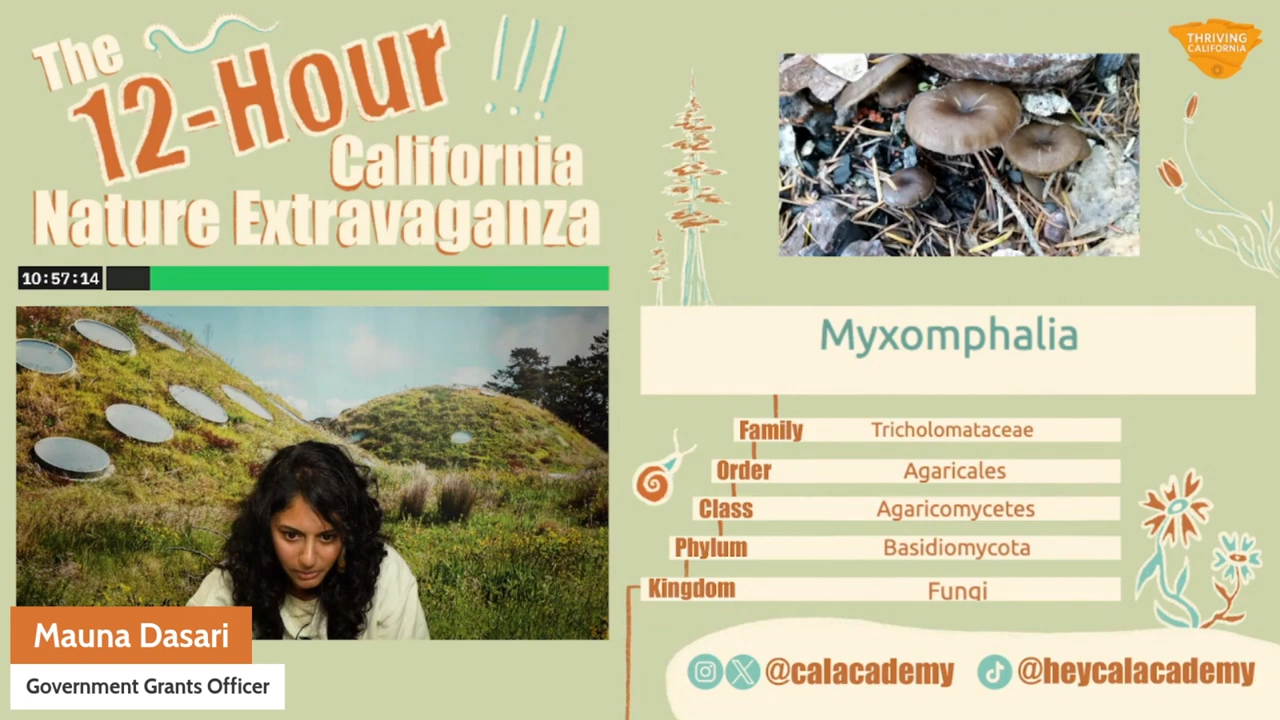 The
12-Hour
!!!
California
Nature Extravaganza
10:57:14
Mauna Dasari
Government Grants Officer
THRIVING
CALIFORNIA
Myxomphalia
Family Tricholomataceae
Order Agaricales
Class Agaricomycetes
Phylum Basidiomycota
Kingdom Fungi
@calacademy @heycalacademy